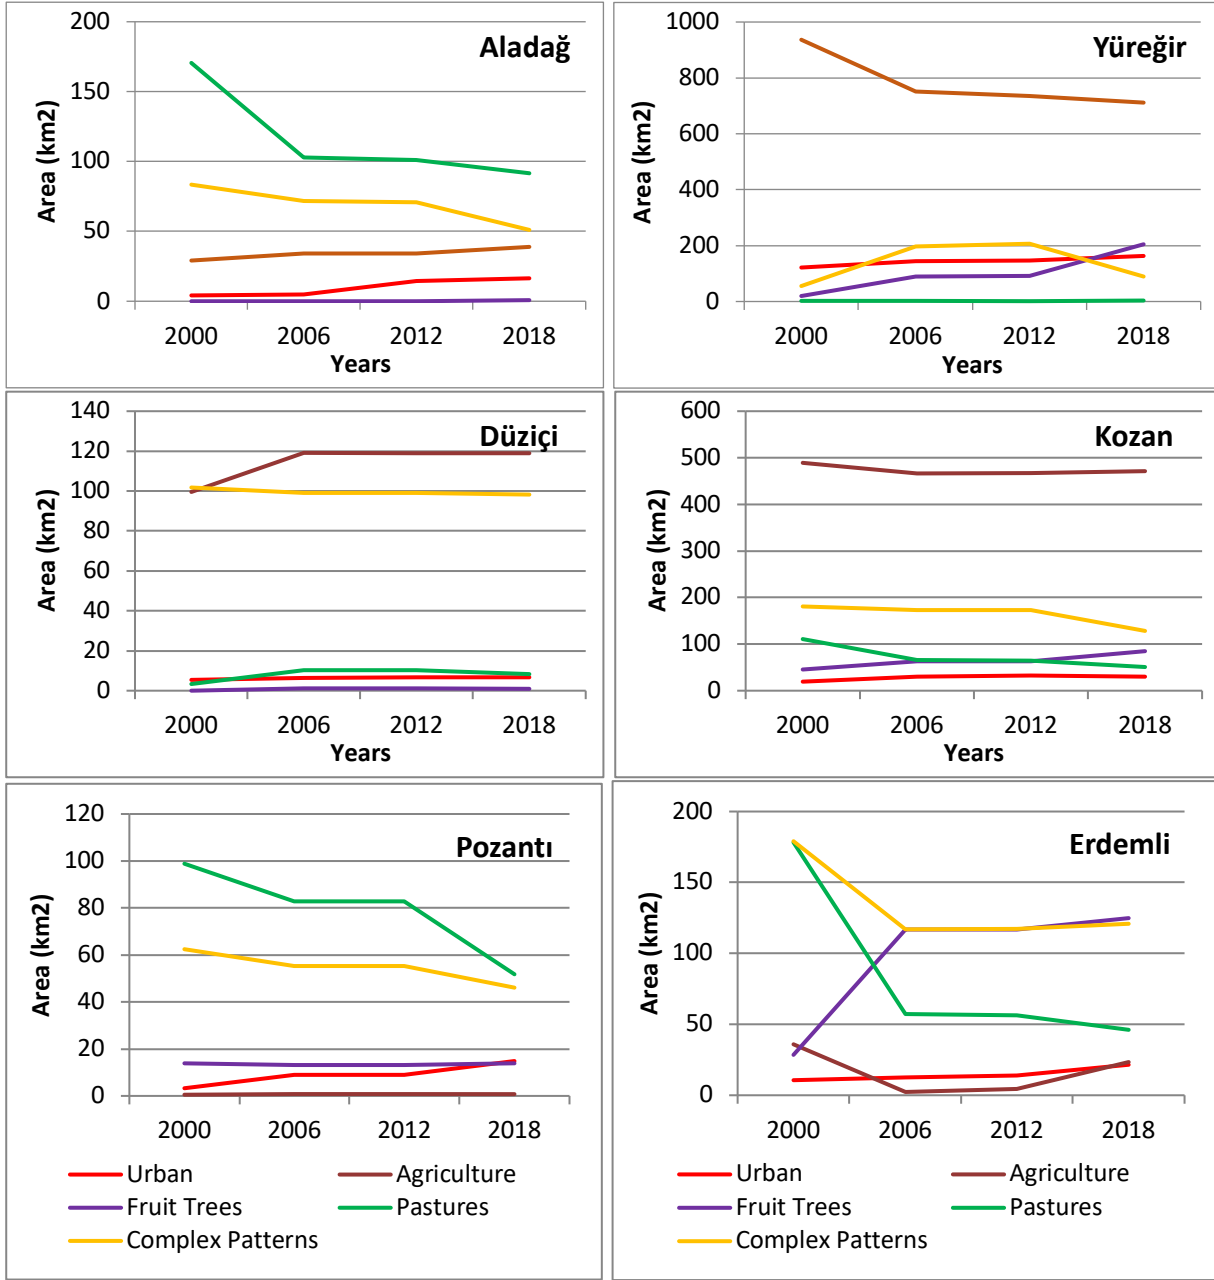 Aladağ
Area (km2)
200
150
100
50
0
2000 2006 2012 2018
Years
Yüreğir
Area (km2)
1000
800
600
400
200
0
2000 2006 2012 2018
Years
Düziçi
Area (km2)
140
120
100
80
60
40
20
0
2000 2006 2012 2018
Years
Kozan
Area (km2)
600
500
400
300
200
100
0
2000 2006 2012 2018
Years
Pozantı
Area (km2)
120
100
80
60
40
20
0
2000 2006 2012 2018
Urban Agriculture
Fruit Trees Pastures
Complex Patterns
Erdemli
Area (km2)
200
150
100
50
0
2000 2006 2012 2018
Urban Agriculture
Fruit Trees Pastures
Complex Patterns